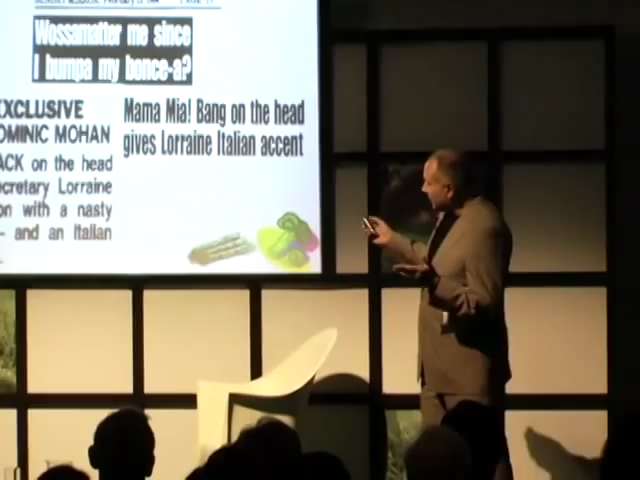 Wossamatter me since
I bumpa my bonce-a?
EXCLUSIVE
DOMINIC MOHAN
ACK on the head
ecretary Lorraine
on with a nasty
– and an Italian
Mama Mia! Bang on the head
gives Lorraine Italian accent